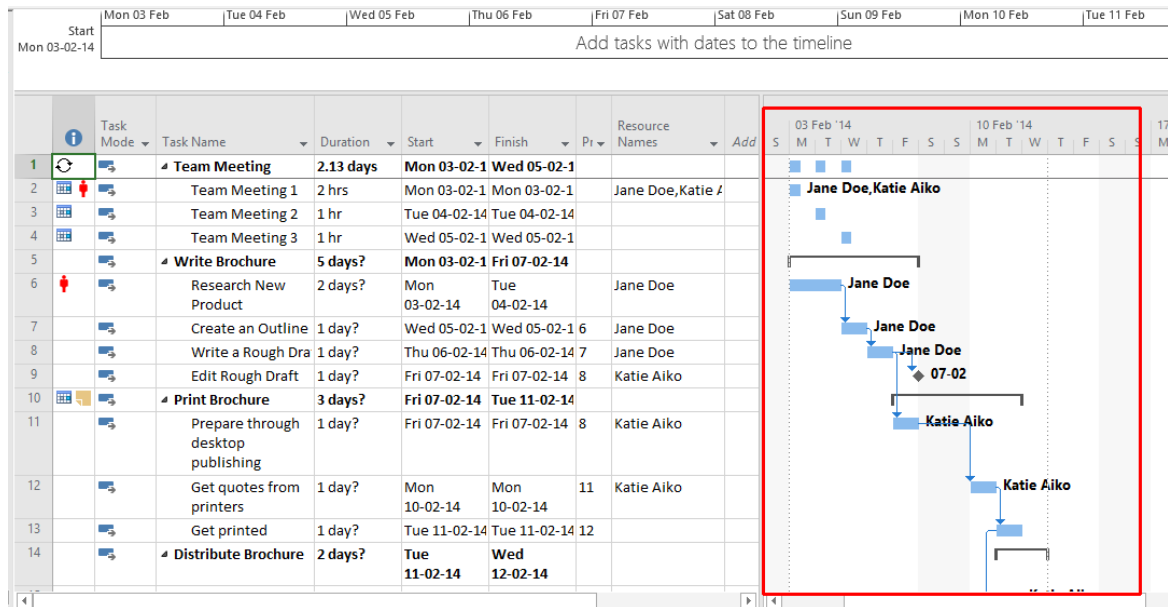 Mon 03 Feb Tue 04 Feb Wed 05 Feb Thu 06 Feb Fri 07 Feb Sat 08 Feb Sun 09 Feb Mon 10 Feb Tue 11 Feb
Start
Mon 03-02-14
Add tasks with dates to the timeline
Task Mode Task Name Duration Start Finish Pr Resource Names Add
03 Feb '14 10 Feb '14 17
S M T W T F S S M T W T F S S M
1 Team Meeting 2.13 days Mon 03-02-1 Wed 05-02-1
2 Team Meeting 1 2 hrs Mon 03-02-1 Mon 03-02-1 Jane Doe,Katie A Jane Doe,Katie Aiko
3 Team Meeting 2 1 hr Tue 04-02-14 Tue 04-02-14
4 Team Meeting 3 1 hr Wed 05-02-1 Wed 05-02-1
5 Write Brochure 5 days? Mon 03-02-1 Fri 07-02-14
6 Research New 2 days? Mon Tue Jane Doe Jane Doe
Product 03-02-14 04-02-14
7 Create an Outline 1 day? Wed 05-02-1 Wed 05-02-1 6 Jane Doe Jane Doe
8 Write a Rough Dra 1 day? Thu 06-02-14 Thu 06-02-14 7 Jane Doe Jane Doe
9 Edit Rough Draft 1 day? Fri 07-02-14 Fri 07-02-14 8 Katie Aiko 07-02
10 Print Brochure 3 days? Fri 07-02-14 Tue 11-02-14
11 Prepare through 1 day? Fri 07-02-14 Fri 07-02-14 8 Katie Aiko Katie Aiko
desktop
publishing
12 Get quotes from 1 day? Mon Mon 11 Katie Aiko Katie Aiko
printers 10-02-14 10-02-14
13 Get printed 1 day? Tue 11-02-14 Tue 11-02-14 12
14 Distribute Brochure 2 days? Tue Wed
11-02-14 12-02-14